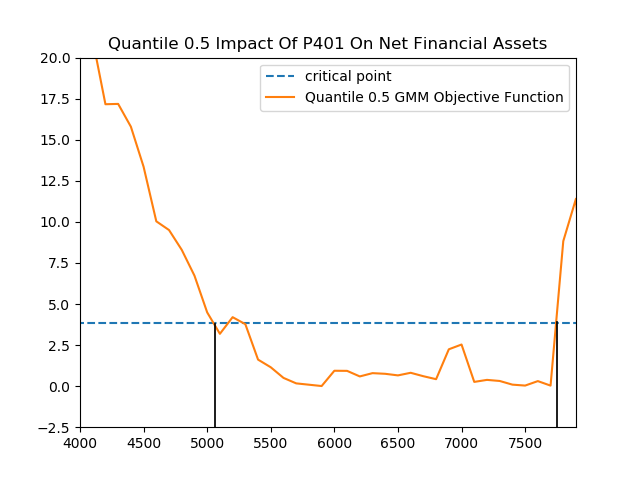 Quantile 0.5 Impact Of P401 On Net Financial Assets
critical point
Quantile 0.5 GMM Objective Function
20.0
17.5
15.0
12.5
10.0
7.5
5.0
2.5
0.0
−2.5
4000 4500 5000 5500 6000 6500 7000 7500